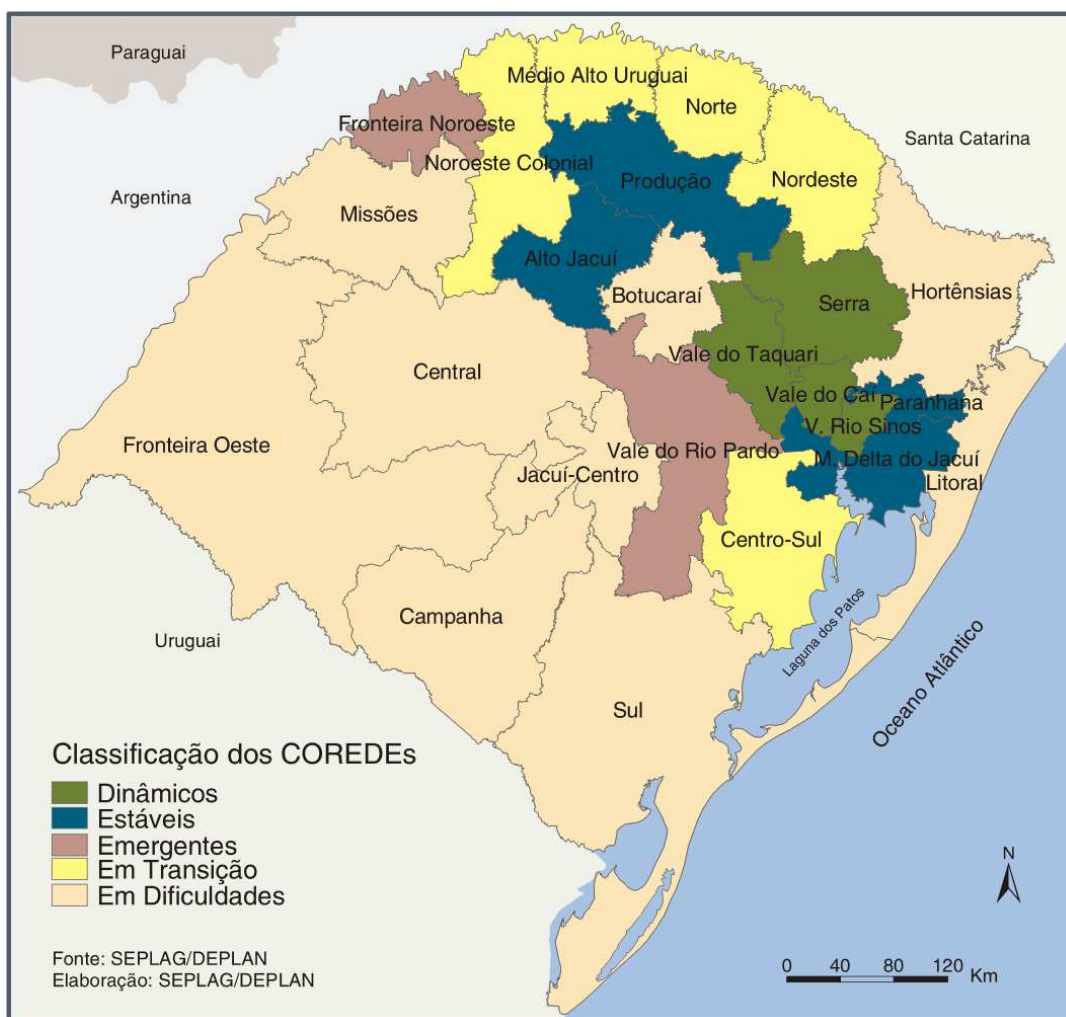 Paraguai
Médio Alto Uruguai
Norte
Fronteira Noroeste
Santa Catarina
Noroeste Colonial
Produção
Nordeste
Argentina
Missões
Alto Jacuí
Botucaraí
Hortênsias
Serra
Central
Vale do Taquari
Vale do Caí
Paranhana
Fronteira Oeste
V. Rio Sinos
Vale do Rio Pardo
M. Delta do Jacuí
Jacuí-Centro
Litoral
Centro-Sul
Campanha
Uruguai
Laguna dos Patos
Oceano Atlântico
Sul
Classificação dos COREDEs
Dinâmicos
Estáveis
Emergentes
Em Transição
Em Dificuldades
N
Fonte: SEPLAG/DEPLAN
Elaboração: SEPLAG/DEPLAN
0 40 80 120 Km